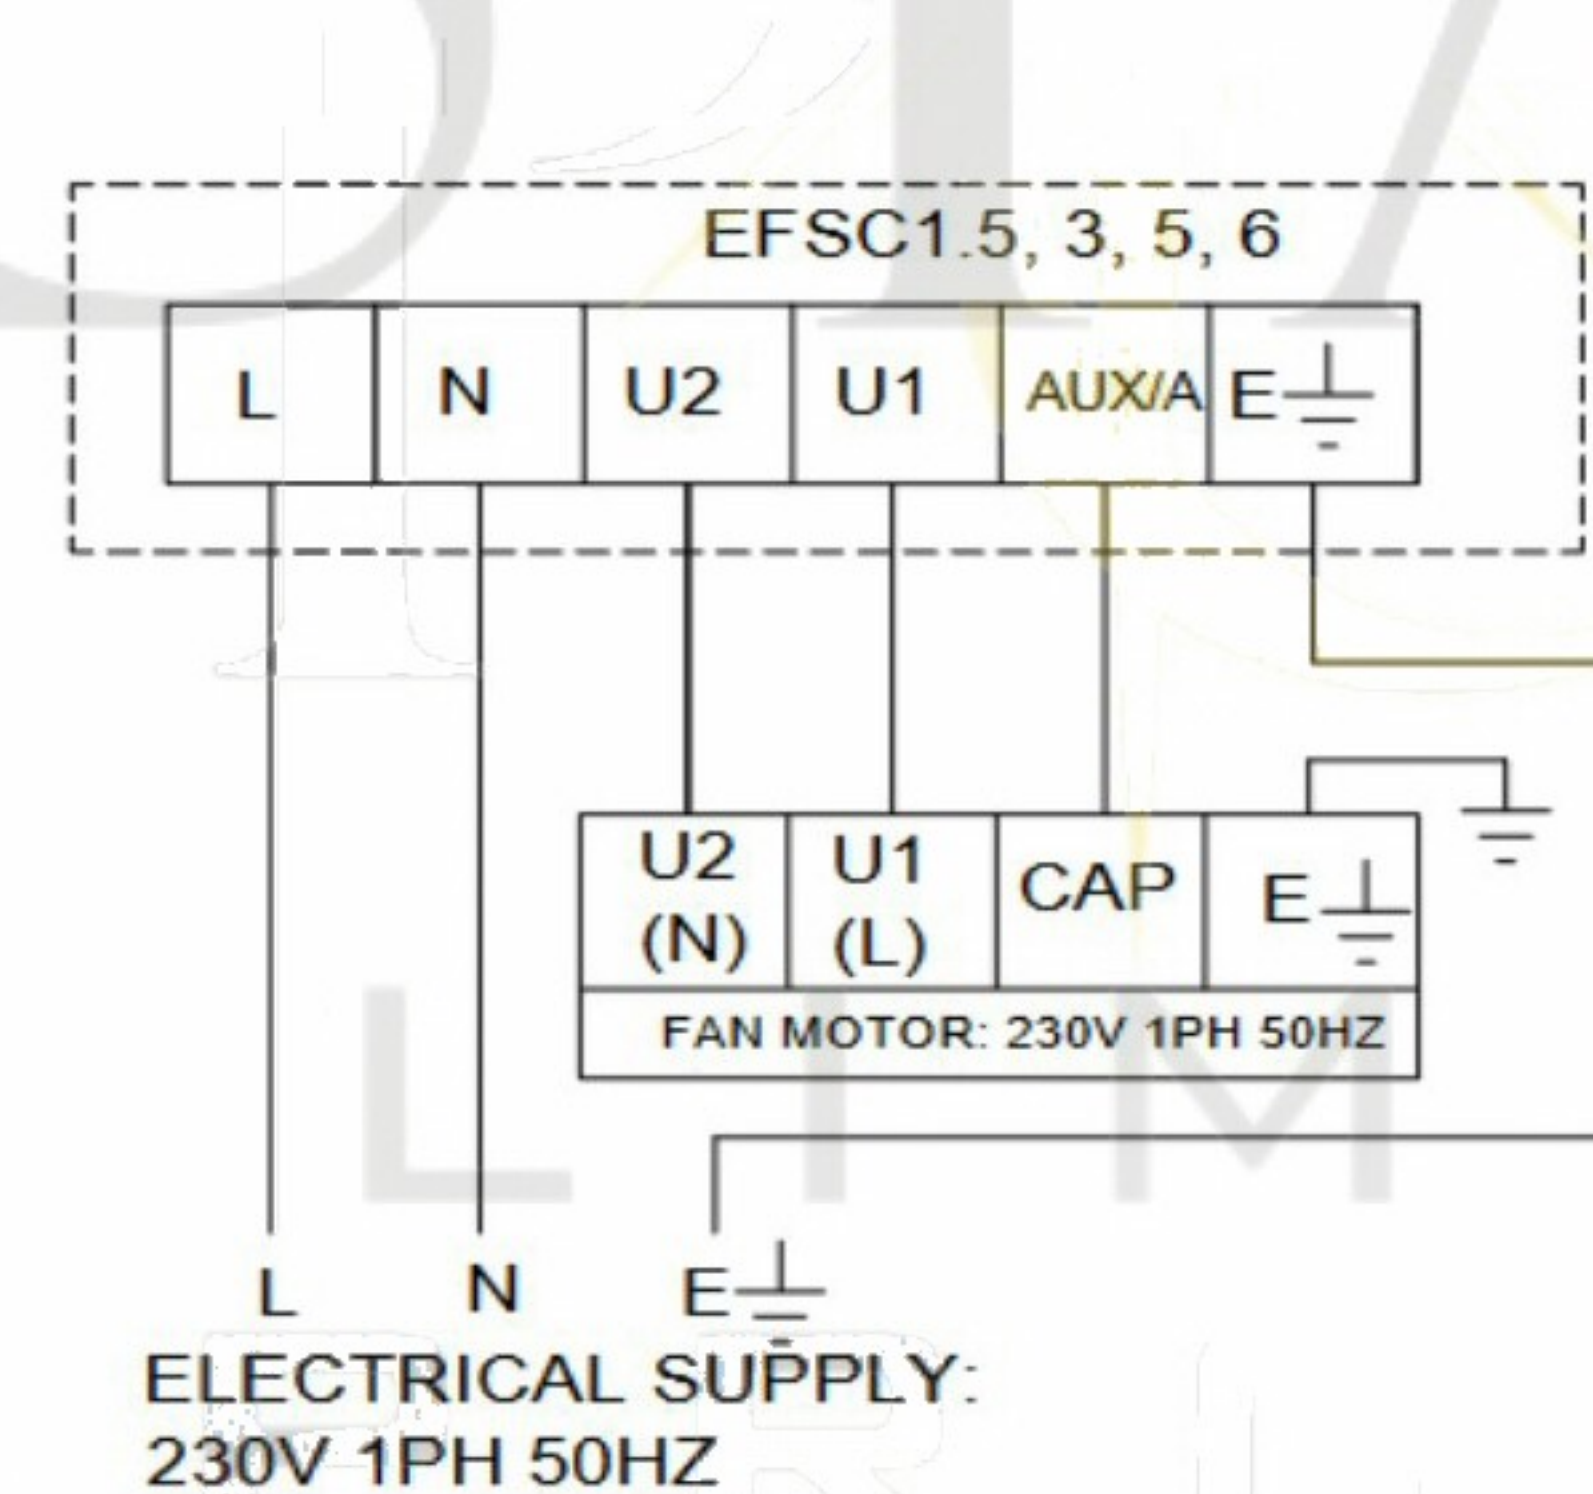 EFSC1.5, 3, 5, 6
L N U2 U1 AUX/A E
U2 (N) U1 (L) CAP E
FAN MOTOR: 230V 1PH 50HZ
L N E
ELECTRICAL SUPPLY:
230V 1PH 50HZ
L I M